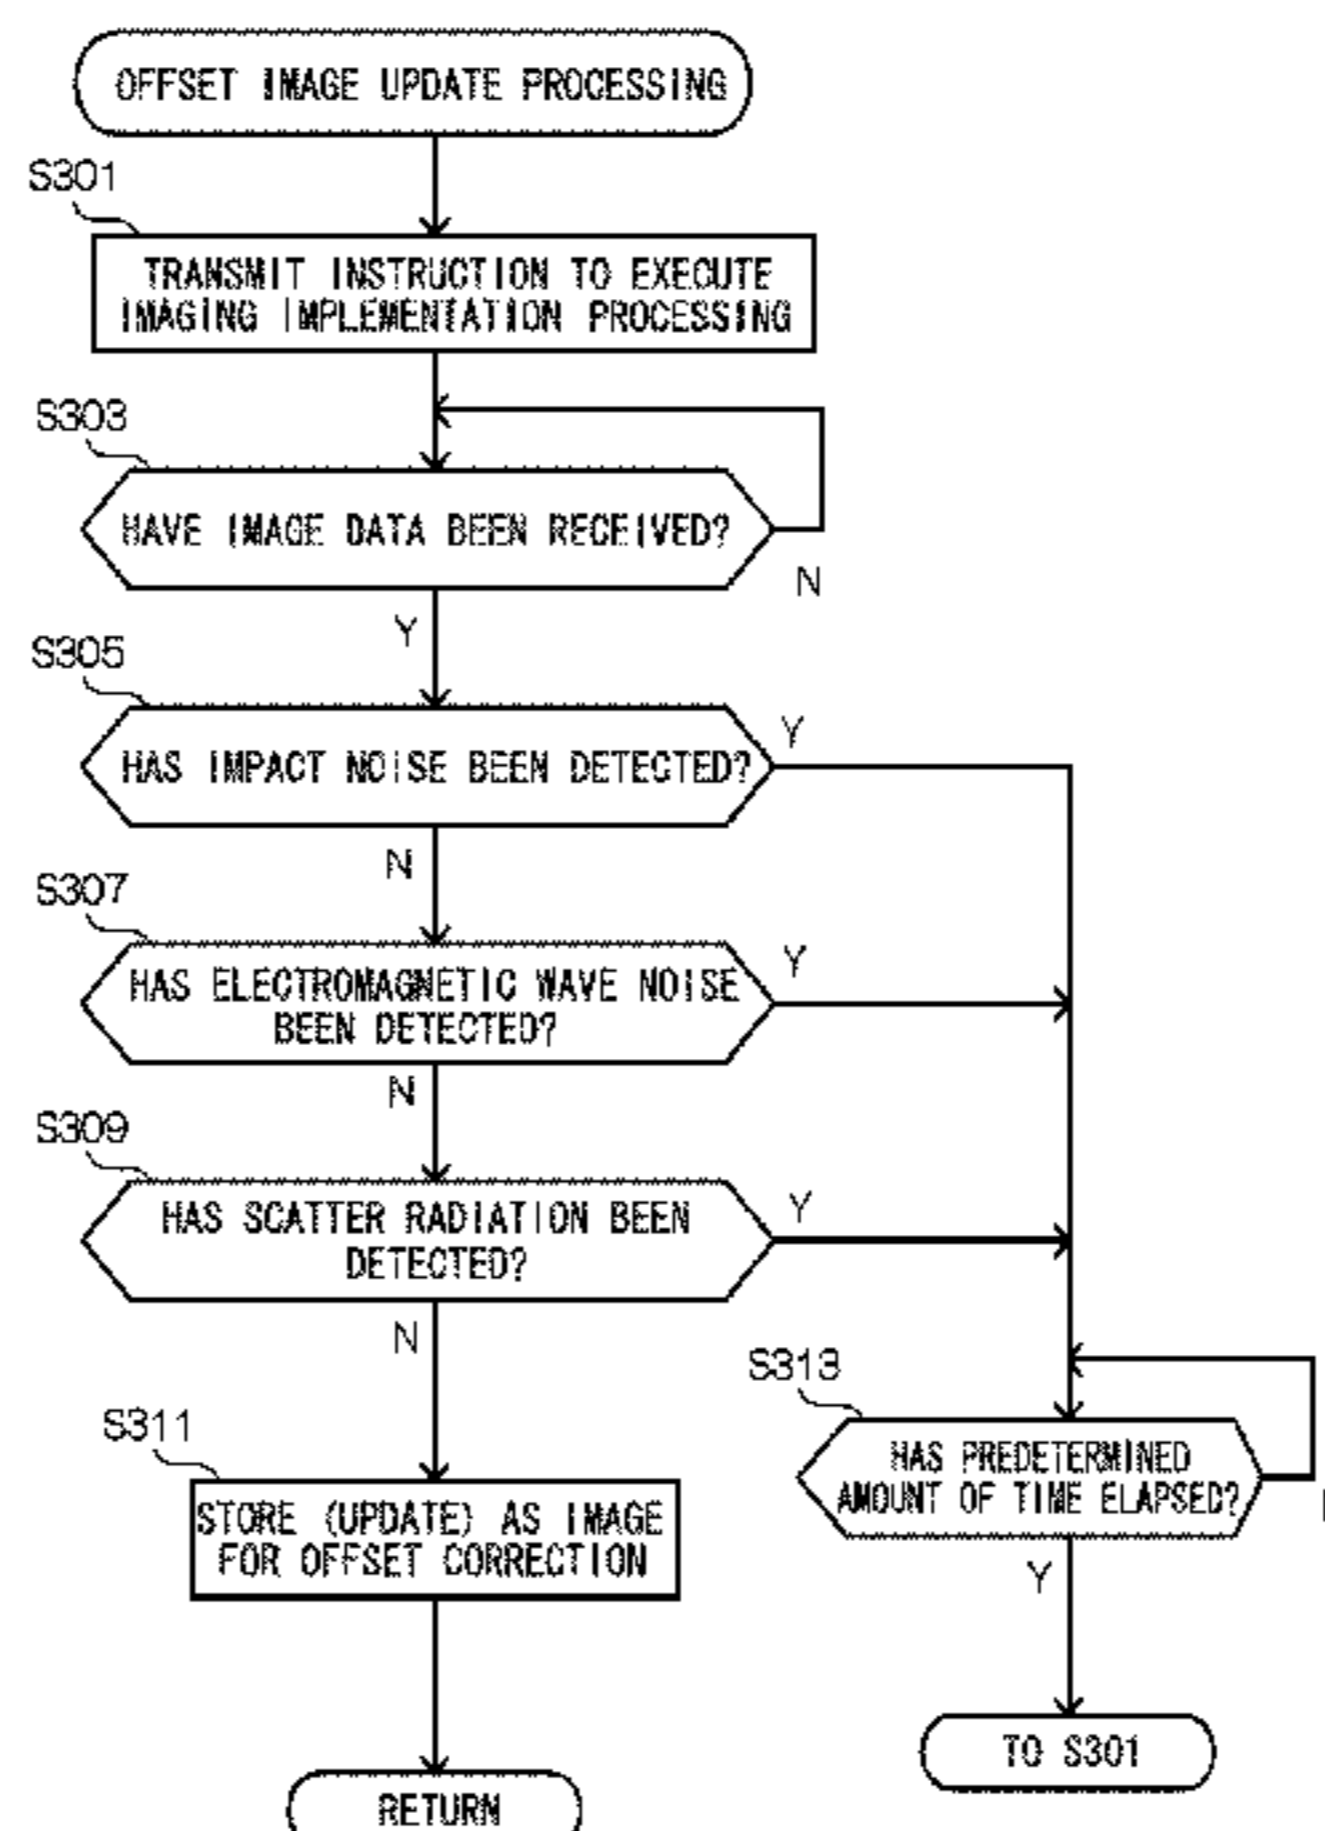 OFFSET IMAGE UPDATE PROCESSING
S301
TRANSMIT INSTRUCTION TO EXECUTE
IMAGING IMPLEMENTATION PROCESSING
S303
HAVE IMAGE DATA BEEN RECEIVED?
N
Y
S305
HAS IMPACT NOISE BEEN DETECTED?
Y
N
S307
HAS ELECTROMAGNETIC WAVE NOISE
BEEN DETECTED?
Y
N
S309
HAS SCATTER RADIATION BEEN
DETECTED?
Y
N
S311
STORE (UPDATE) AS IMAGE
FOR OFFSET CORRECTION
S313
HAS PREDETERMINED
AMOUNT OF TIME ELAPSED?
Y
TO S301
RETURN